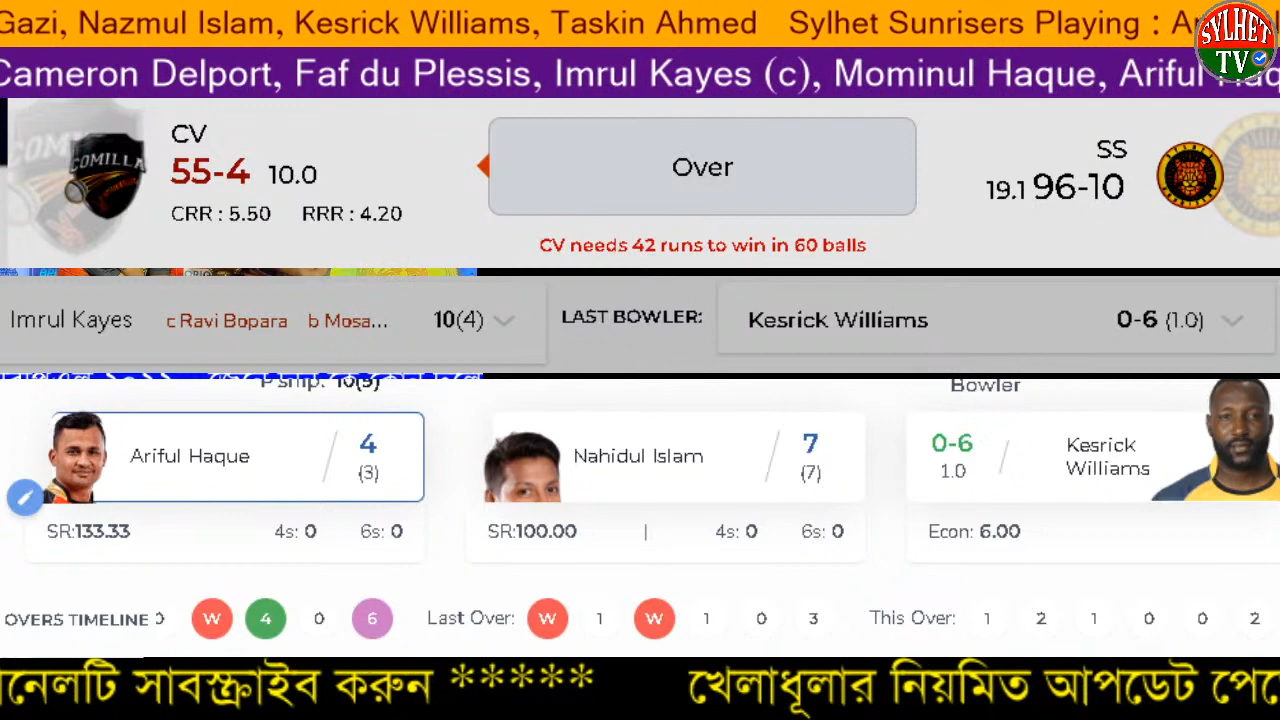 Gazi, Nazmul Islam, Kesrick Williams, Taskin Ahmed Sylhet Sunrisers Playing :
SYLHET
TV
Cameron Delport, Faf du Plessis, Imrul Kayes (c), Mominul Haque, Ariful
CV
55-4 10.0
CRR : 5.50 RRR : 4.20
COMILLA
Over
CV needs 42 runs to win in 60 balls
SS
19.1 96-10
Imrul Kayes c Ravi Bopara b Mosa... 10(4)
LAST BOWLER: Kesrick Williams 0-6 (1.0)
P'ship: 10(9)
Bowler
Ariful Haque 4
(3)
SR:133.33 4s: 0 6s: 0
Nahidul Islam 7
(7)
SR:100.00 | 4s: 0 6s: 0
0-6 Kesrick
1.0 Williams
Econ: 6.00
OVERS TIMELINE 0 W 4 0 6 Last Over: W 1 W 1 0 3 This Over: 1 2 1 0 0 2
সাবস্ক্রাইব করুন ***** খেলাধূলার নিয়মিত আপডেট